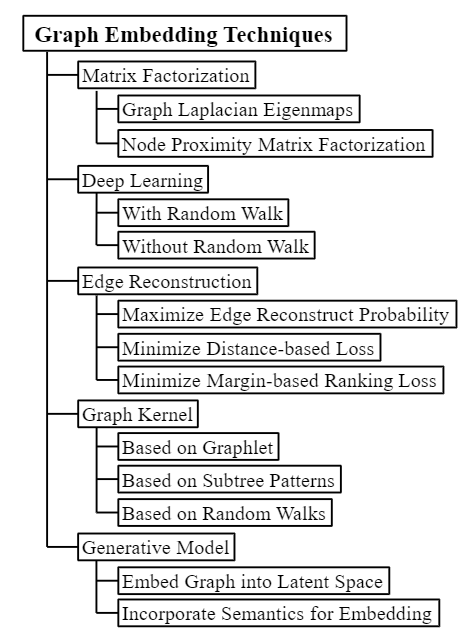 Graph Embedding Techniques
Matrix Factorization
Graph Laplacian Eigenmaps
Node Proximity Matrix Factorization
Deep Learning
With Random Walk
Without Random Walk
Edge Reconstruction
Maximize Edge Reconstruct Probability
Minimize Distance-based Loss
Minimize Margin-based Ranking Loss
Graph Kernel
Based on Graphlet
Based on Subtree Patterns
Based on Random Walks
Generative Model
Embed Graph into Latent Space
Incorporate Semantics for Embedding